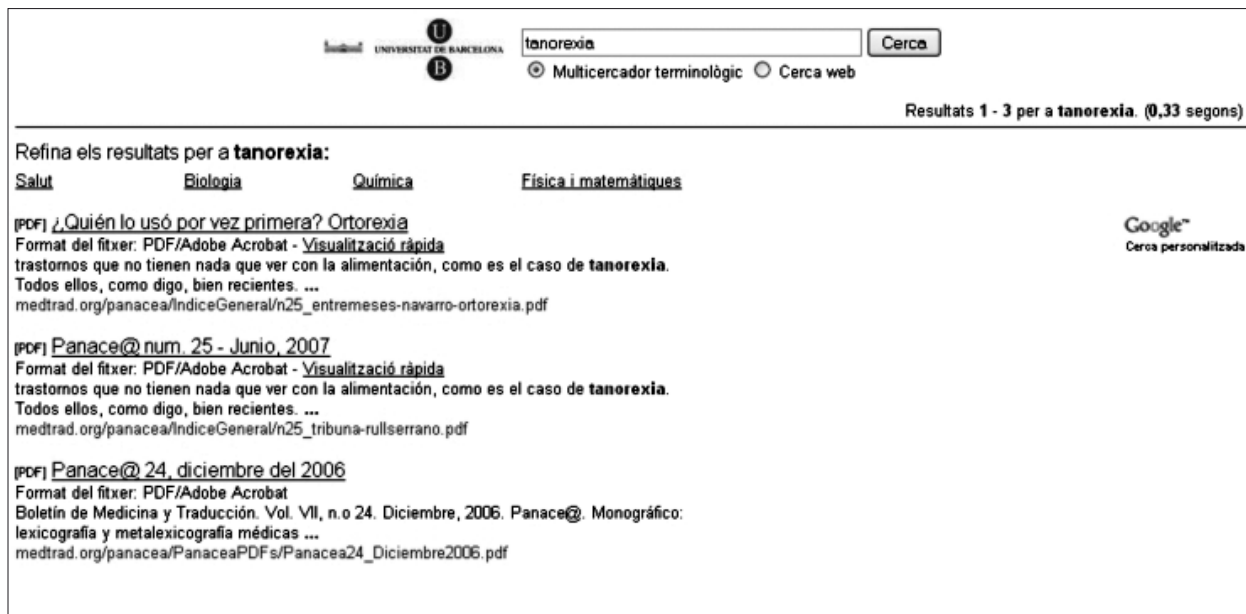 U
UNIVERSITAT DE BARCELONA
B
tanorexia Cerca
Multicercador terminològic Cerca web
Resultats 1 - 3 per a tanorexia. (0,33 segons)
Refina els resultats per a tanorexia:
Salut Biologia Química Física i matemàtiques
[PDF] ¿Quién lo usó por vez primera? Ortorexia
Format del fitxer: PDF/Adobe Acrobat - Visualització ràpida
trastornos que no tienen nada que ver con la alimentación, como es el caso de tanorexia.
Todos ellos, como digo, bien recientes. ...
medtrad.org/panacea/IndiceGeneral/n25_entremeses-navarro-ortorexia.pdf
Google™
Cerca personalitzada
[PDF] Panace@ num. 25 - Junio, 2007
Format del fitxer: PDF/Adobe Acrobat - Visualització ràpida
trastornos que no tienen nada que ver con la alimentación, como es el caso de tanorexia.
Todos ellos, como digo, bien recientes. ...
medtrad.org/panacea/IndiceGeneral/n25_tribuna-rullserrano.pdf
[PDF] Panace@ 24, diciembre del 2006
Format del fitxer: PDF/Adobe Acrobat
Boletín de Medicina y Traducción. Vol. VII, n.o 24. Diciembre, 2006. Panace@. Monográfico:
lexicografía y metalexicografía médicas ...
medtrad.org/panacea/PanaceaPDFs/Panacea24_Diciembre2006.pdf